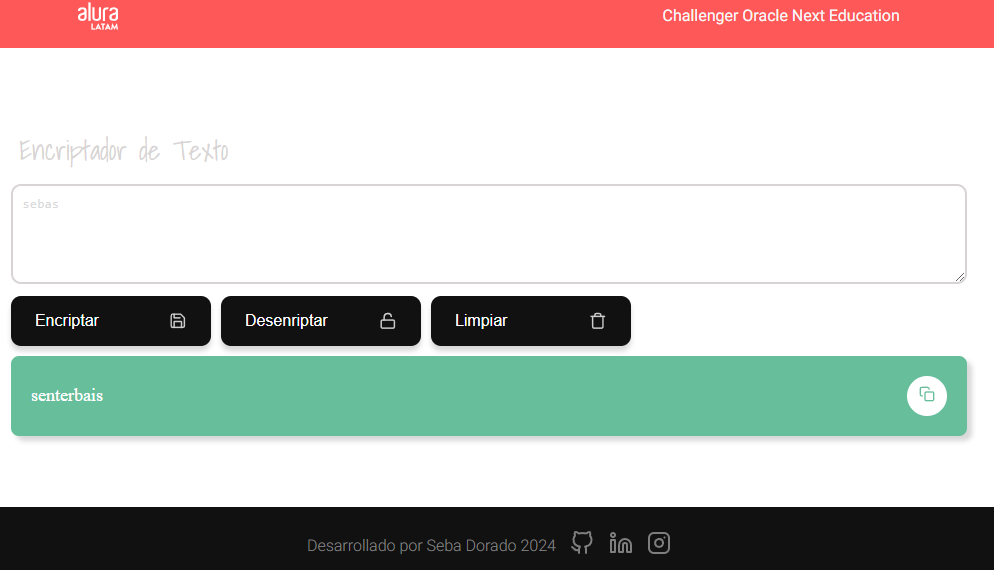 alura
LATAM
Challenger Oracle Next Education
Encriptador de Texto
sebas
Encriptar
Desenriptar
Limpiar
senterbais
Desarrollado por Seba Dorado 2024